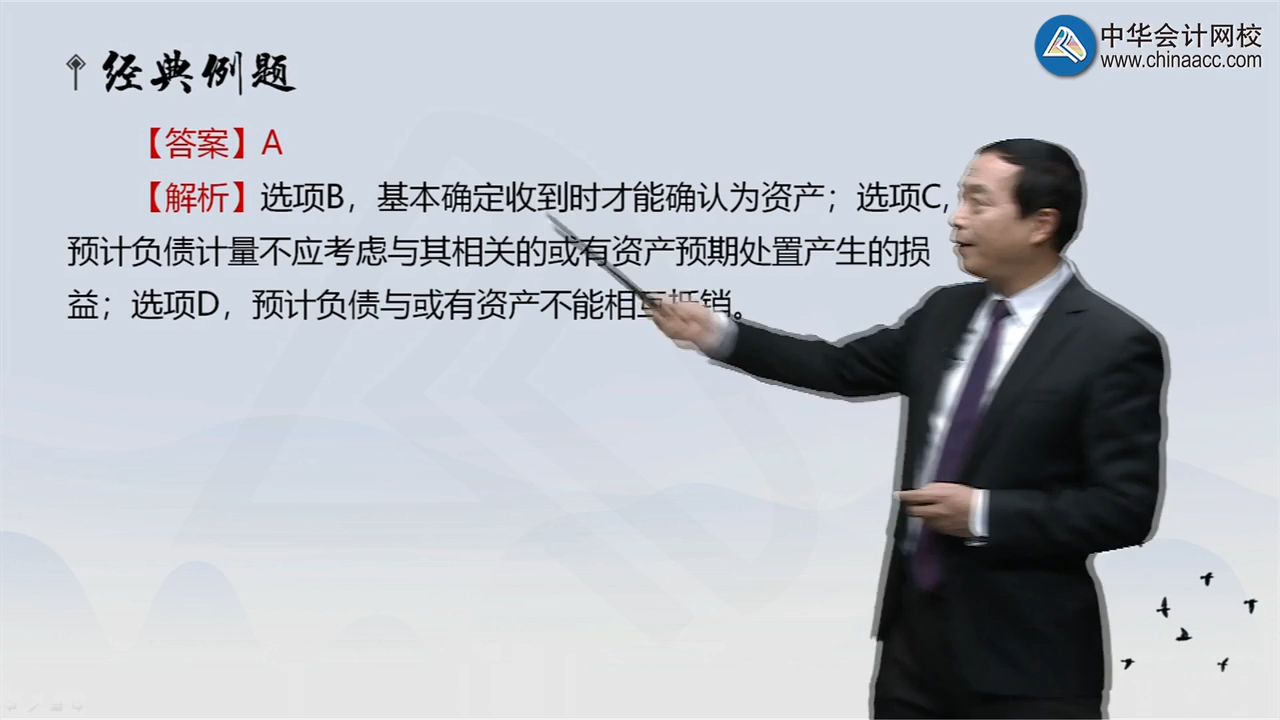 中华会计网校
www.chinaacc.com
经典例题
【答案】A
【解析】选项B，基本确定收到时才能确认为资产；选项C，
预计负债计量不应考虑与其相关的或有资产预期处置产生的损
益；选项D，预计负债与或有资产不能相互抵销。